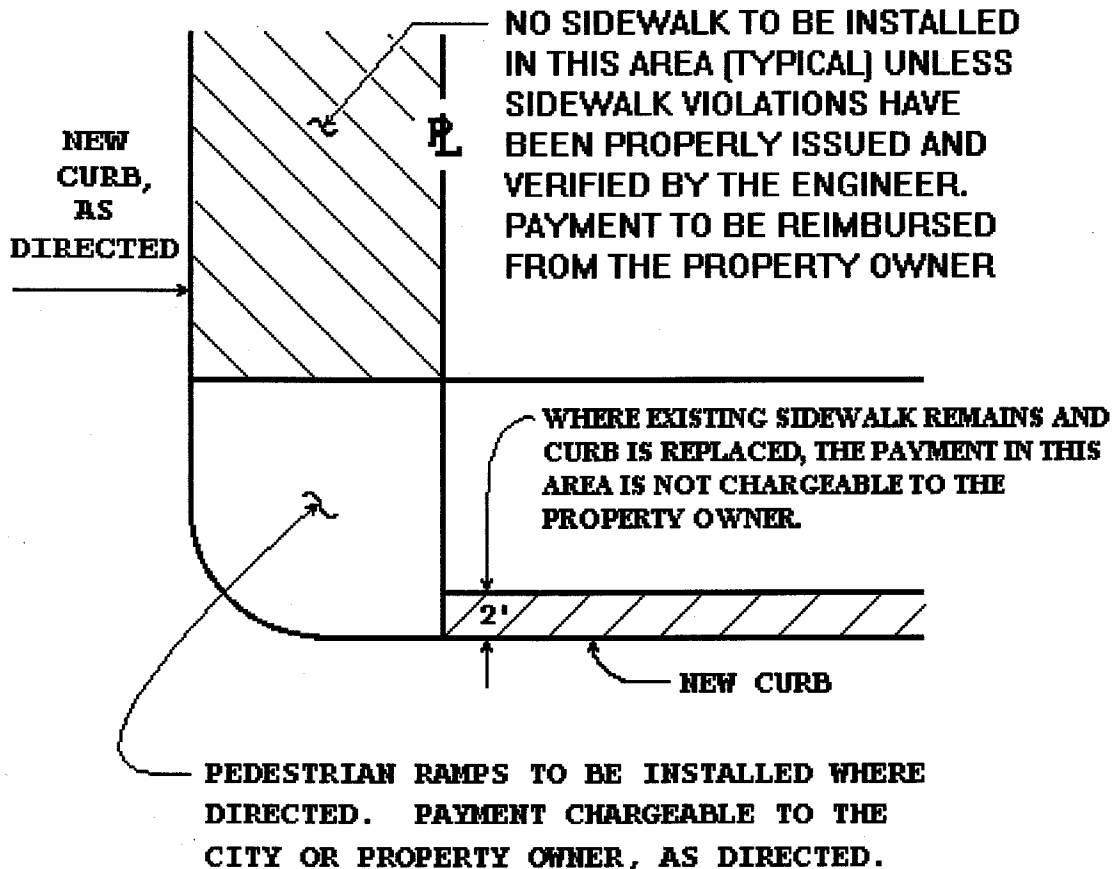 NO SIDEWALK TO BE INSTALLED
IN THIS AREA (TYPICAL) UNLESS
SIDEWALK VIOLATIONS HAVE
BEEN PROPERLY ISSUED AND
VERIFIED BY THE ENGINEER.
PAYMENT TO BE REIMBURSED
FROM THE PROPERTY OWNER
PL
NEW
CURB,
AS
DIRECTED
WHERE EXISTING SIDEWALK REMAINS AND
CURB IS REPLACED, THE PAYMENT IN THIS
AREA IS NOT CHARGEABLE TO THE
PROPERTY OWNER.
2'
NEW CURB
PEDESTRIAN RAMPS TO BE INSTALLED WHERE
DIRECTED. PAYMENT CHARGEABLE TO THE
CITY OR PROPERTY OWNER, AS DIRECTED.